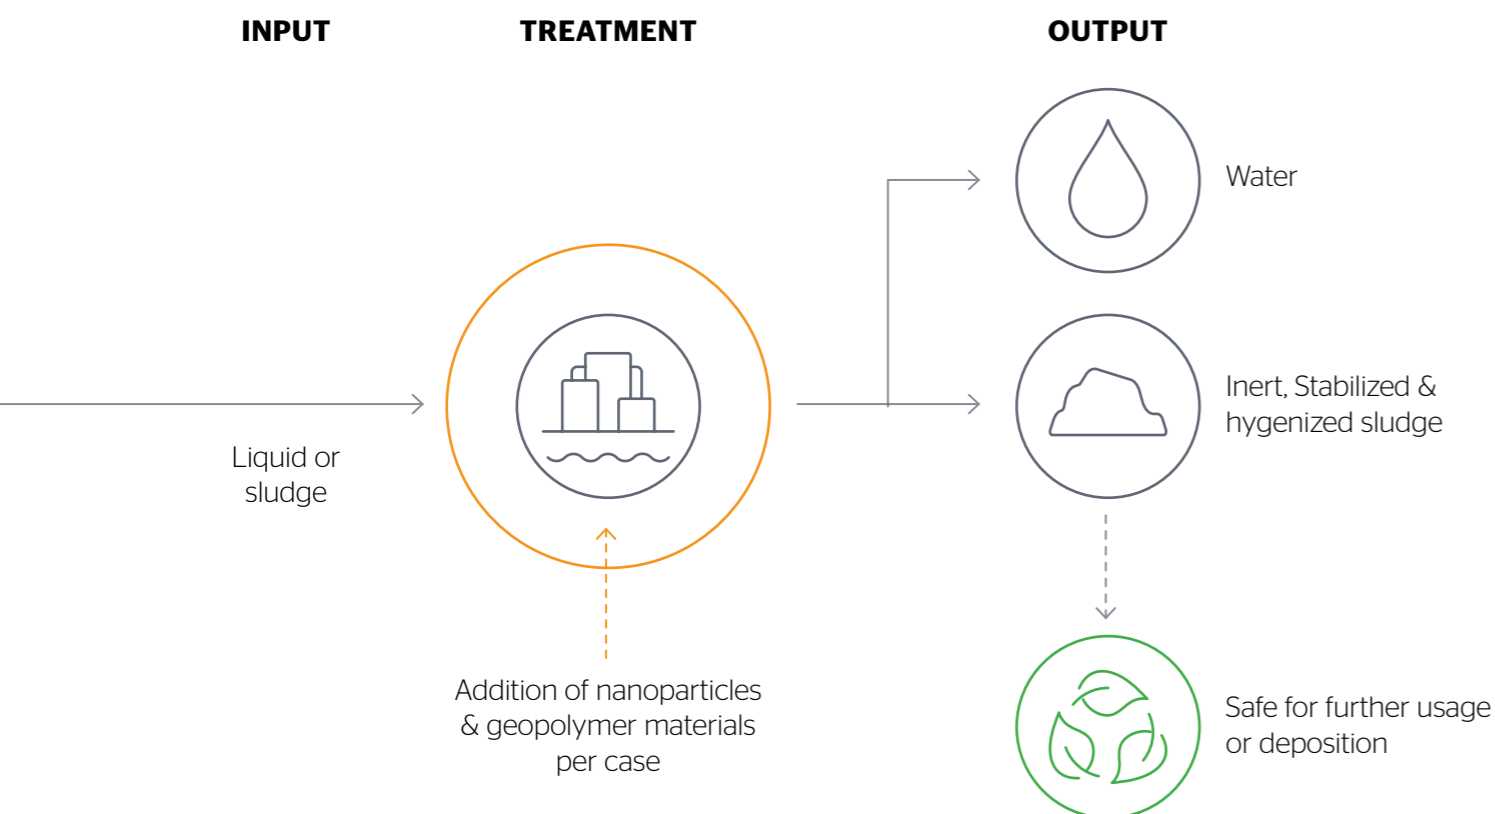 INPUT
TREATMENT
OUTPUT
Water
Inert, Stabilized &
hygenized sludge
Liquid or
sludge
Addition of nanoparticles
& geopolymer materials
per case
Safe for further usage
or deposition